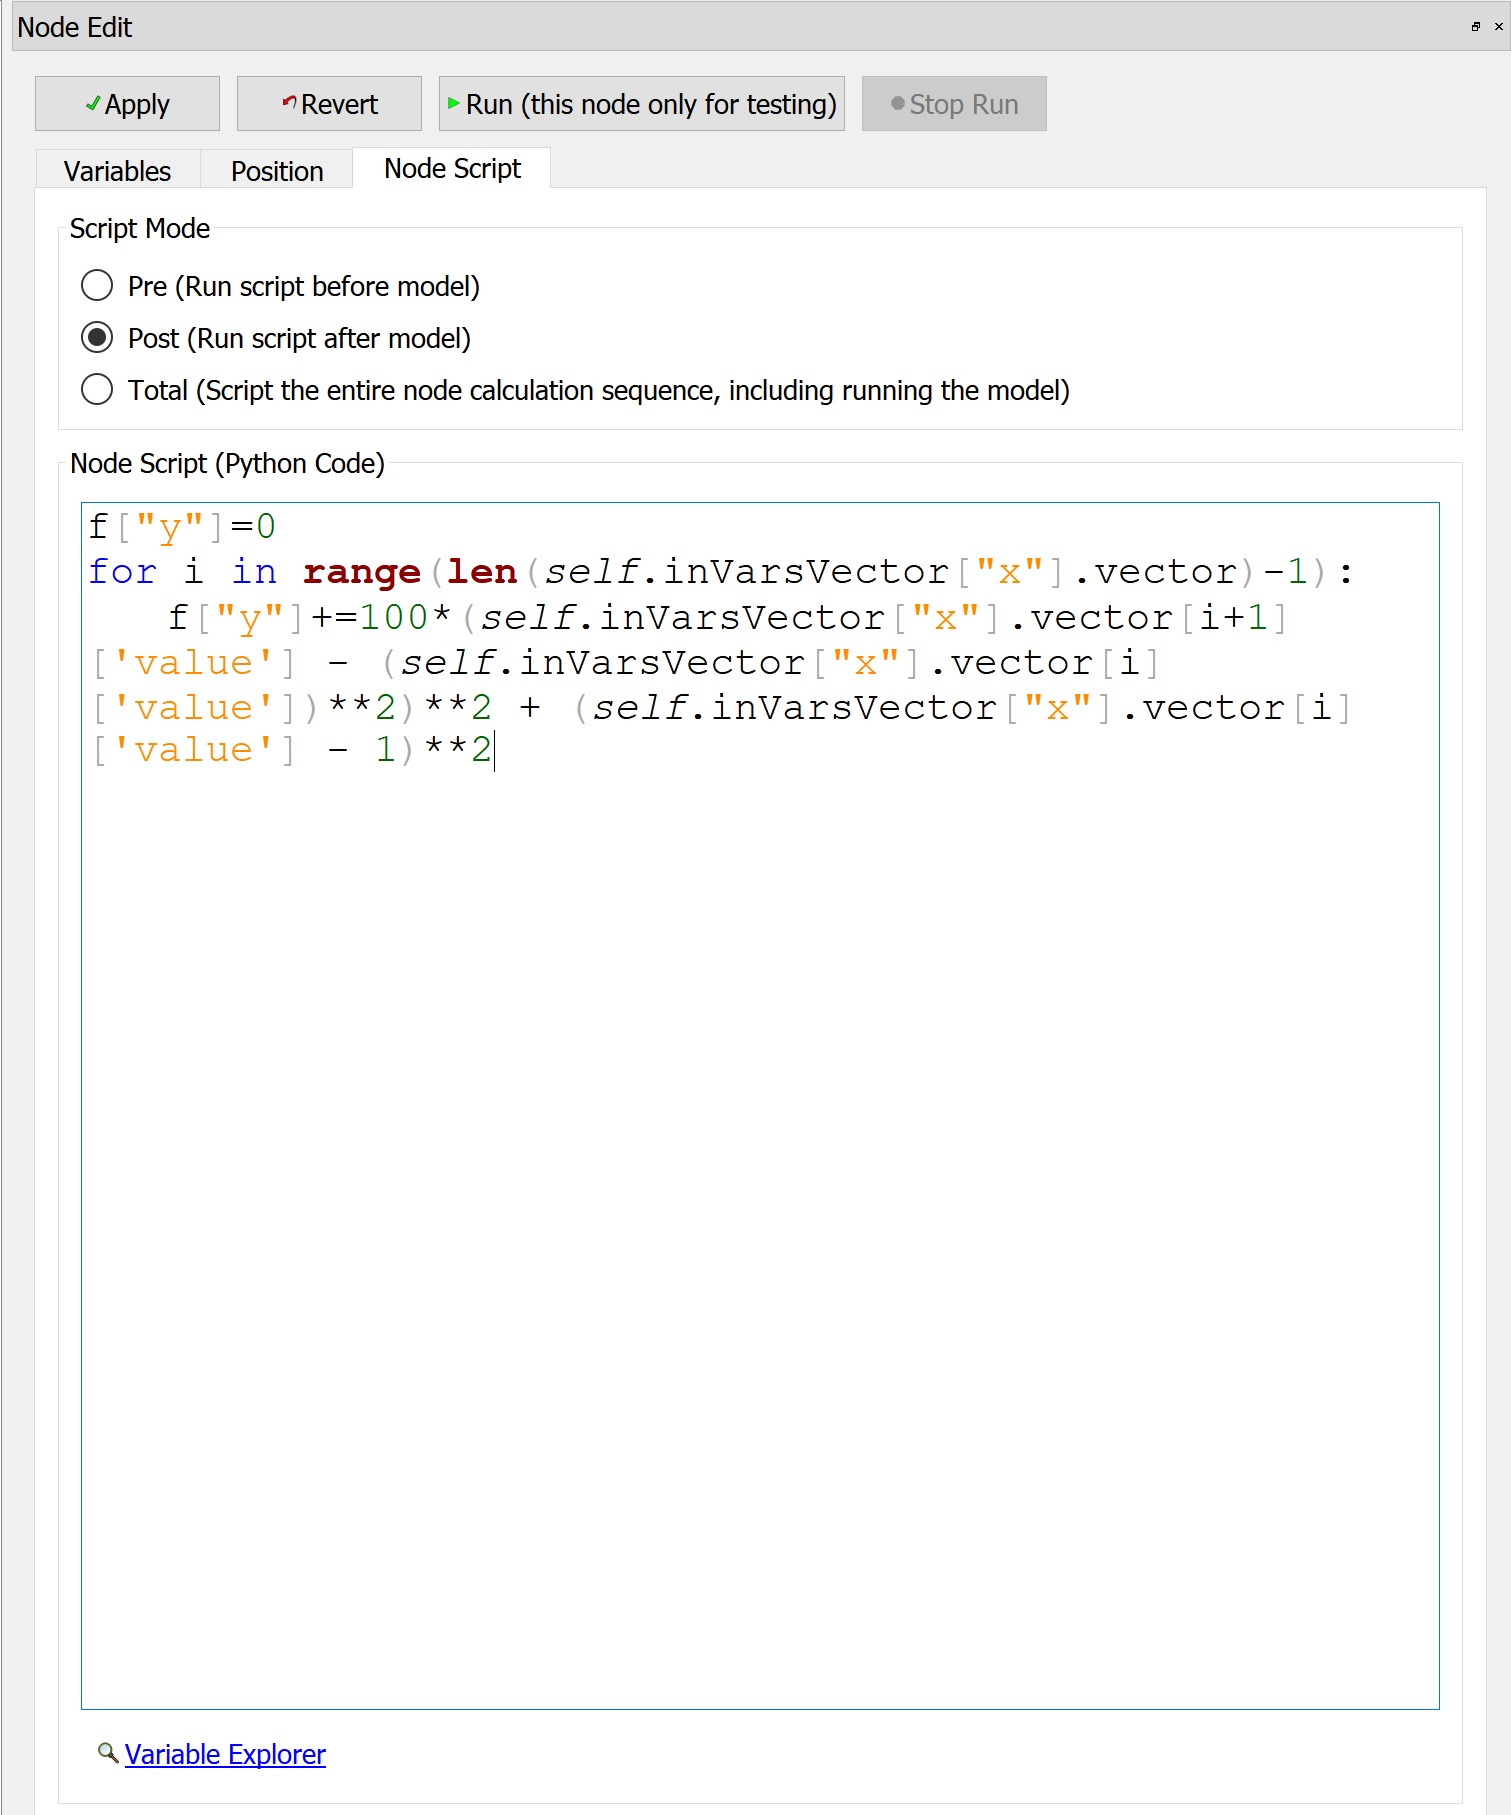 Node Edit
Apply Revert Run (this node only for testing) Stop Run
Variables Position Node Script
Script Mode
Pre (Run script before model)
Post (Run script after model)
Total (Script the entire node calculation sequence, including running the model)
Node Script (Python Code)
f["y"]=0
for i in range(len(self.inVarsVector["x"].vector)-1):
    f["y"]+=100*(self.inVarsVector["x"].vector[i+1]
['value'] - (self.inVarsVector["x"].vector[i]
['value'])**2)**2 + (self.inVarsVector["x"].vector[i]
['value'] - 1)**2
Variable Explorer